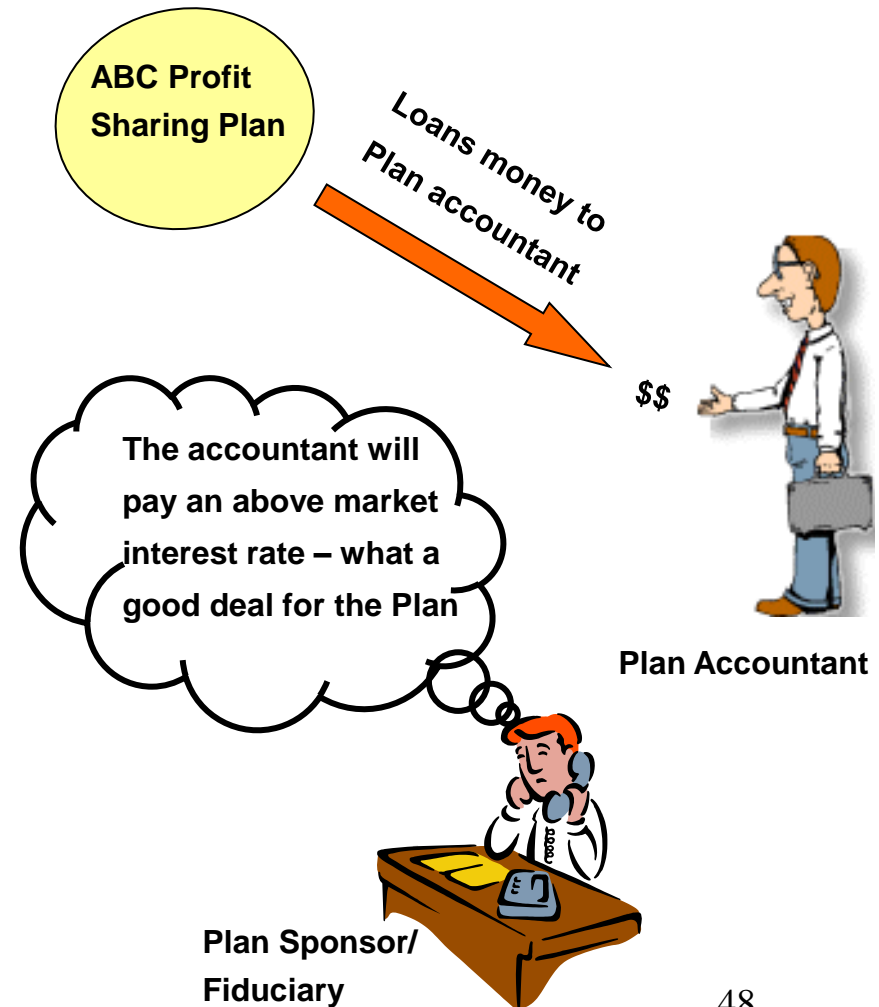 ABC Profit
Sharing Plan
Loans money to
Plan accountant
$$
The accountant will
pay an above market
interest rate – what a
good deal for the Plan
Plan Accountant
Plan Sponsor/
Fiduciary
48